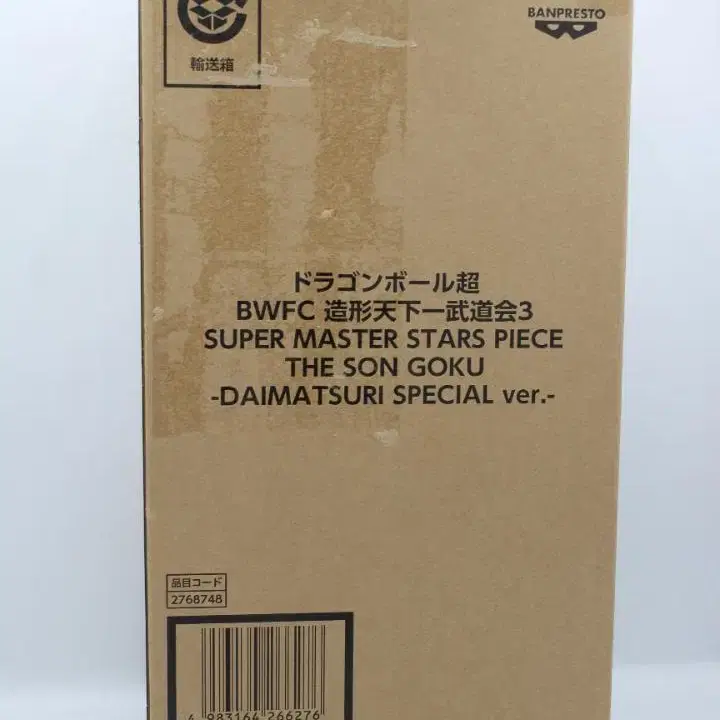 輸送箱
BANPRESTO
ドラゴンボール超
BWFC 造形天下一武道会3
SUPER MASTER STARS PIECE
THE SON GOKU
-DAIMATSURI SPECIAL ver.-
品目コード
2768748
4 983164 266276